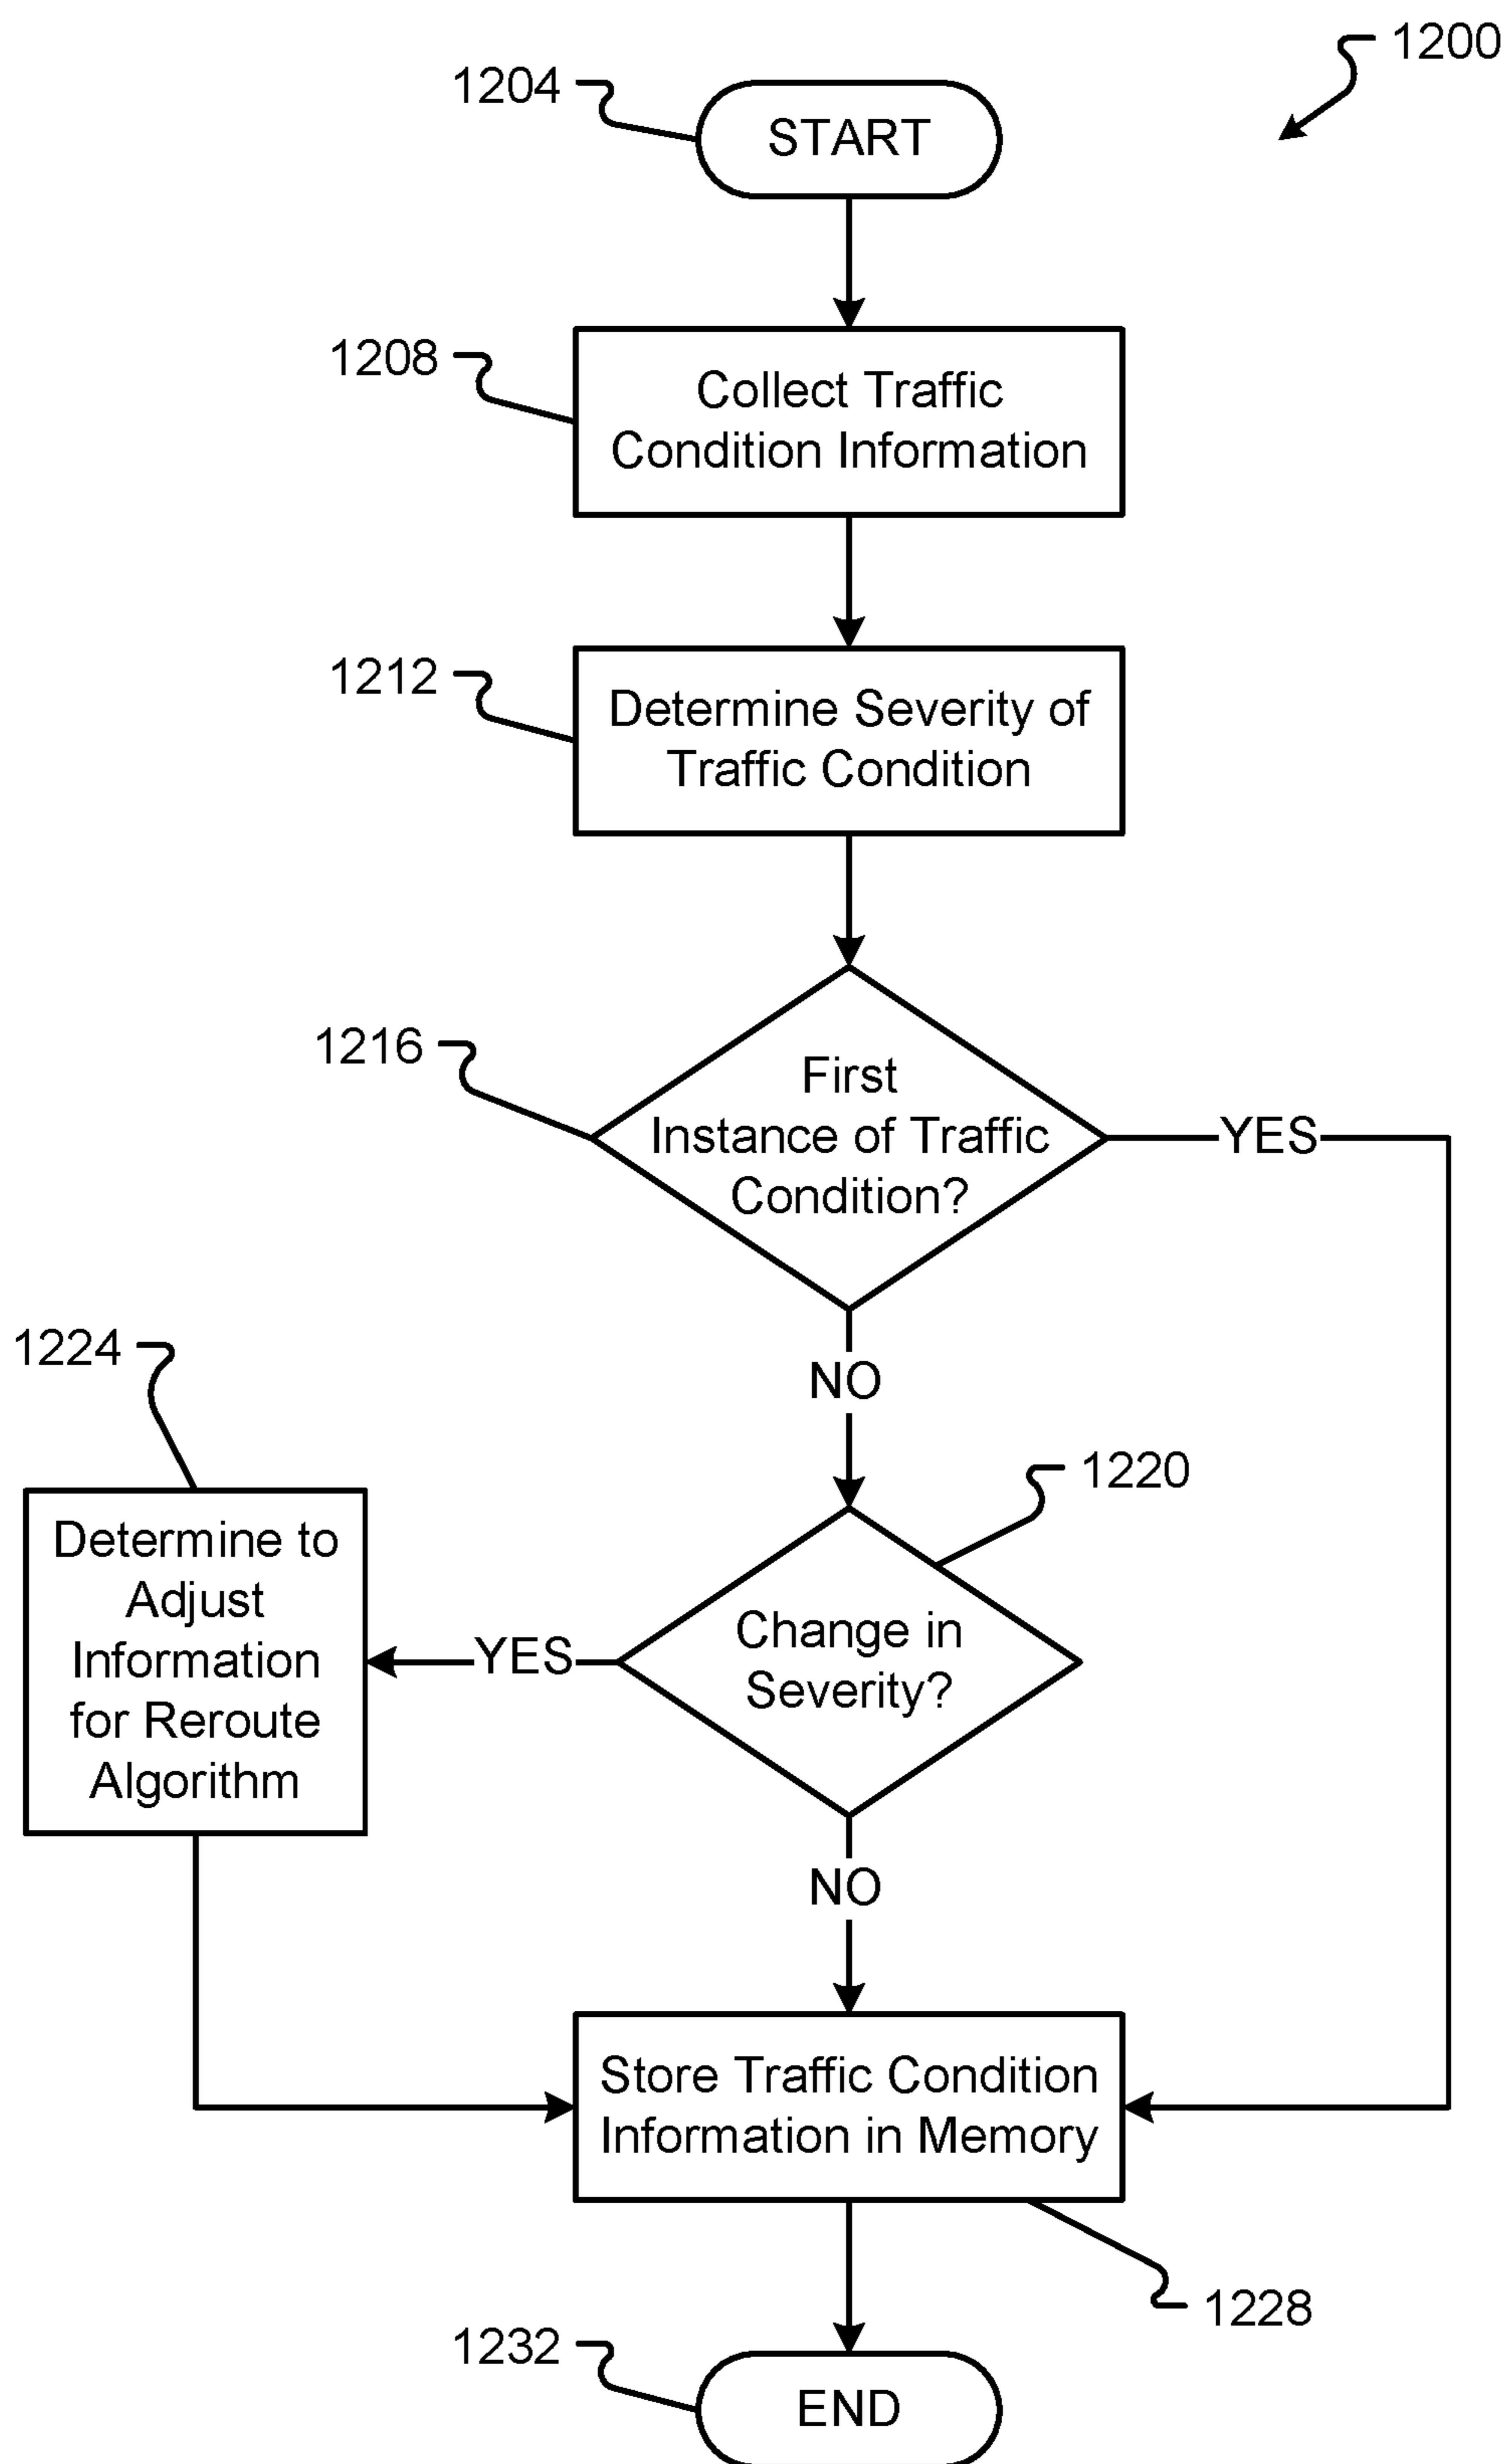 1200
1204
START
1208
Collect Traffic
Condition Information
1212
Determine Severity of
Traffic Condition
1216
First
Instance of Traffic
Condition?
YES
NO
1224
1220
Determine to
Adjust
Information
for Reroute
Algorithm
YES
Change in
Severity?
NO
Store Traffic Condition
Information in Memory
1228
1232
END